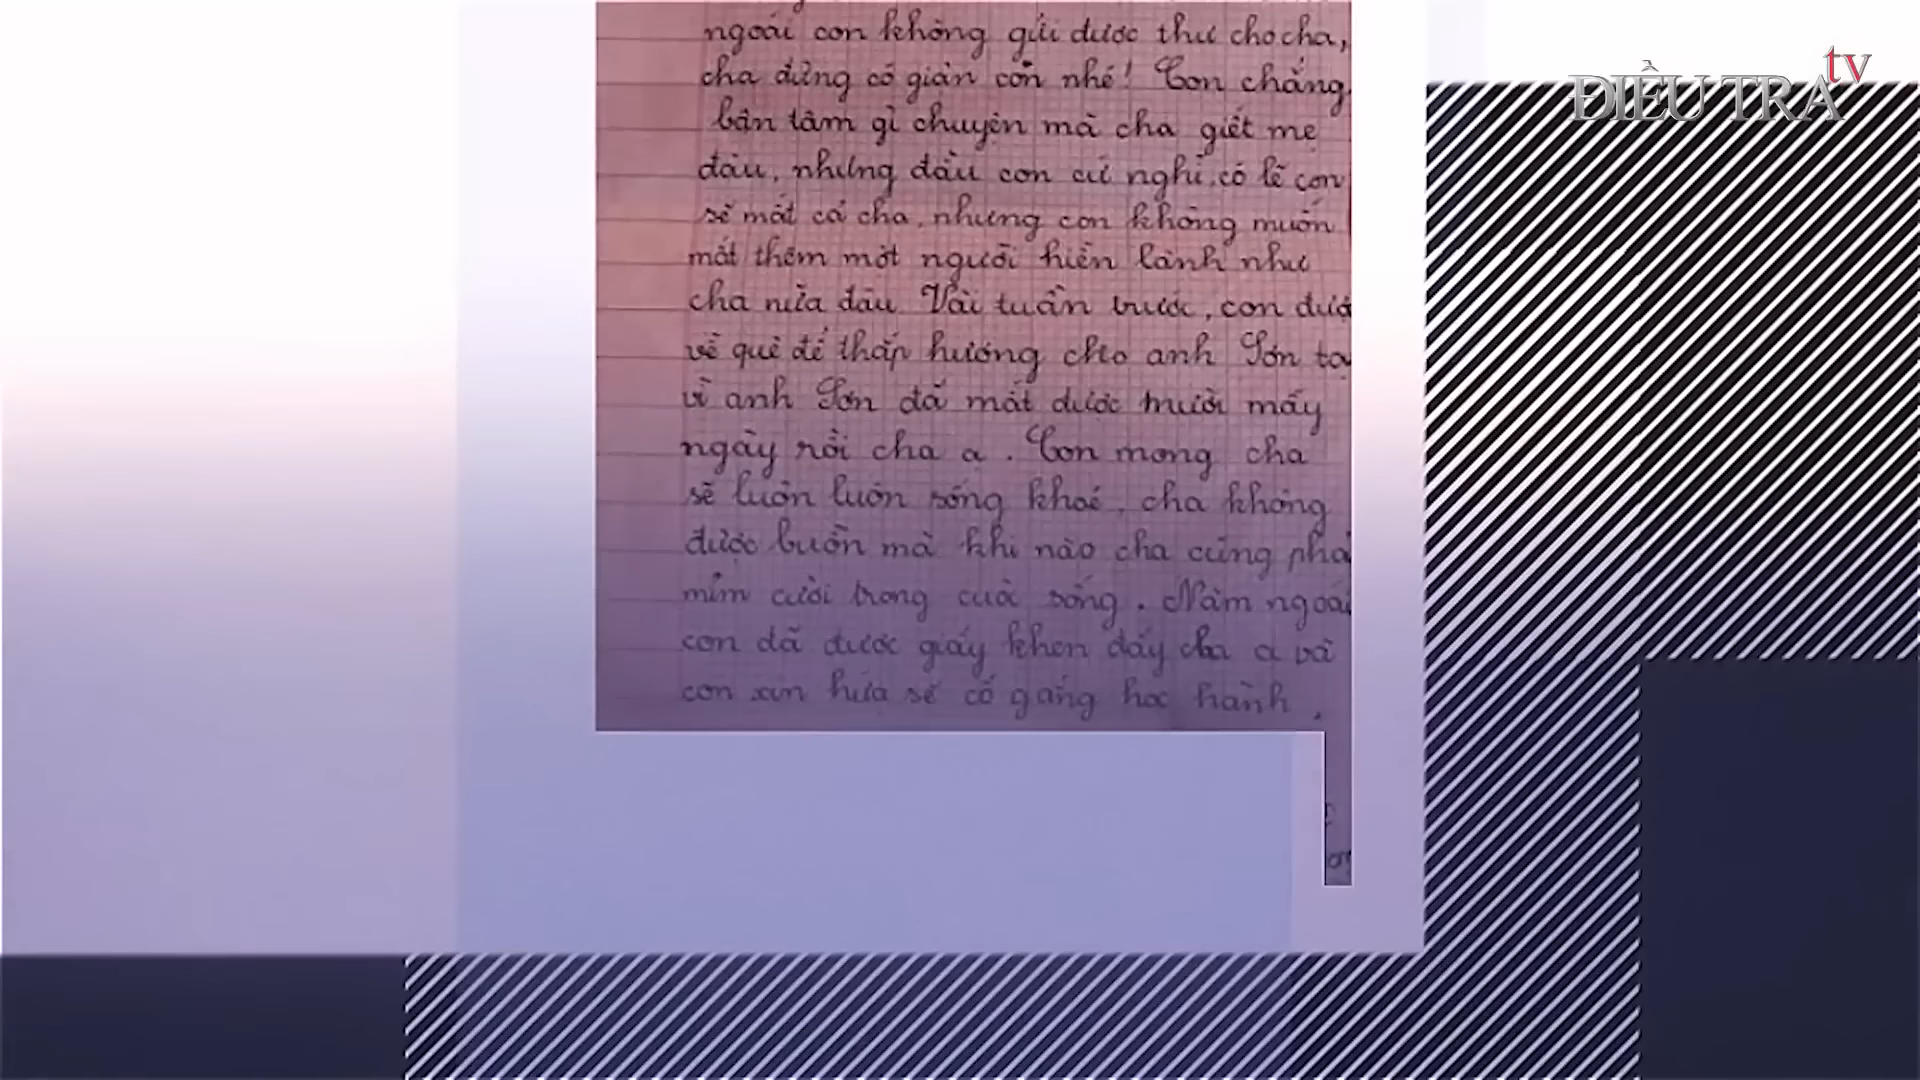 ĐIỀU TRA tv
ngoái con không gửi được thư cho cha,
cha đừng có giận con nhé! Con chẳng
bận tâm gì chuyện mà cha giết mẹ
đâu, nhưng đầu con cứ nghĩ, có lẽ con
sẽ mất cả cha, nhưng con không muốn
mất thêm một người hiền lành như
cha nữa đâu Vài tuần trước, con đượ
về quê để thắp hương cho anh Sơn tạ
vì anh Sơn đã mất được mười mấy
ngày rồi cha ạ. Con mong cha
sẽ luôn luôn sống khoẻ, cha không
được buồn mà khi nào cha cũng phả
mỉm cười trong cuộc sống. Năm ngoái
con đã được giấy khen đấy cha ạ và
con xin hứa sẽ cố gắng học hành.